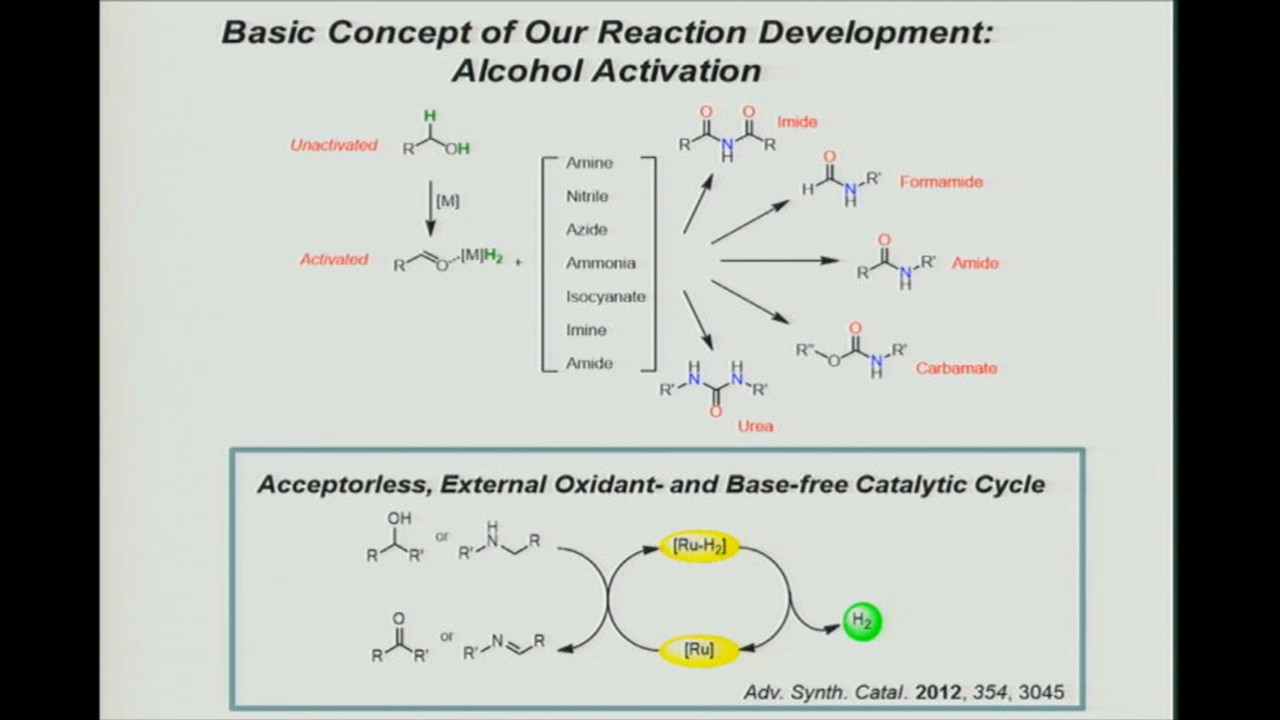 Basic Concept of Our Reaction Development:
Alcohol Activation
Unactivated
H
R
OH
[M]
Activated
R
O
[M]H2
+
Amine
Nitrile
Azide
Ammonia
Isocyanate
Imine
Amide
O O
R N R
H
Imide
O
H N R'
H
Formamide
O
R N R'
H
Amide
O
R" O N R'
H
Carbamate
H H
R' N N R'
O
Urea
Acceptorless, External Oxidant- and Base-free Catalytic Cycle
OH
R R'
or
H
R' N R
[Ru-H2]
H2
O
R R'
or
R' N R
[Ru]
Adv. Synth. Catal. 2012, 354, 3045